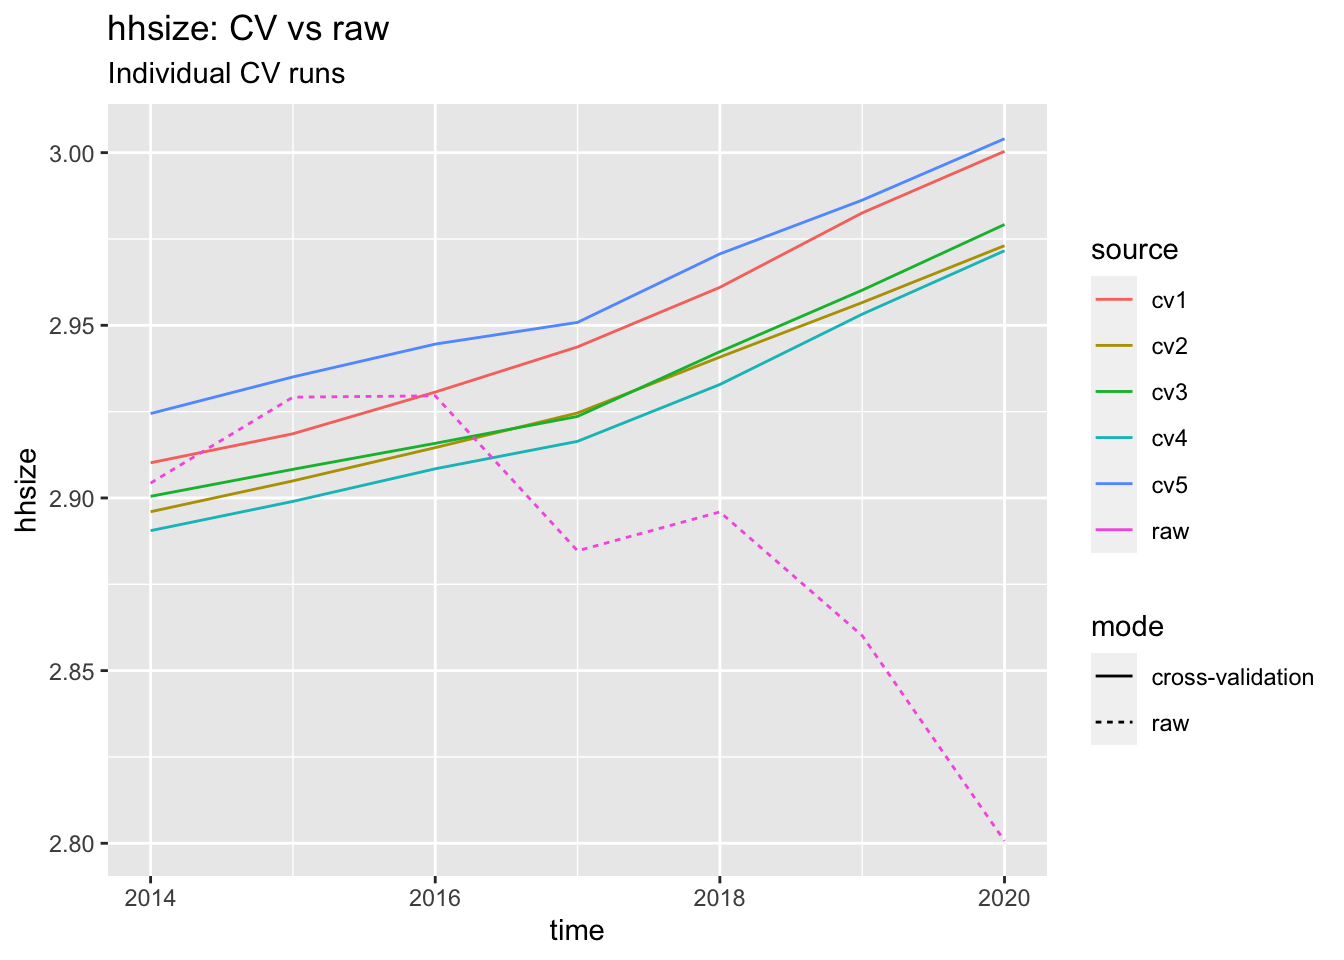 hhsize: CV vs raw
Individual CV runs
3.00
2.95
2.90
2.85
2.80
hhsize
2014
2016
2018
2020
time
source
cv1
cv2
cv3
cv4
cv5
raw
mode
cross-validation
raw